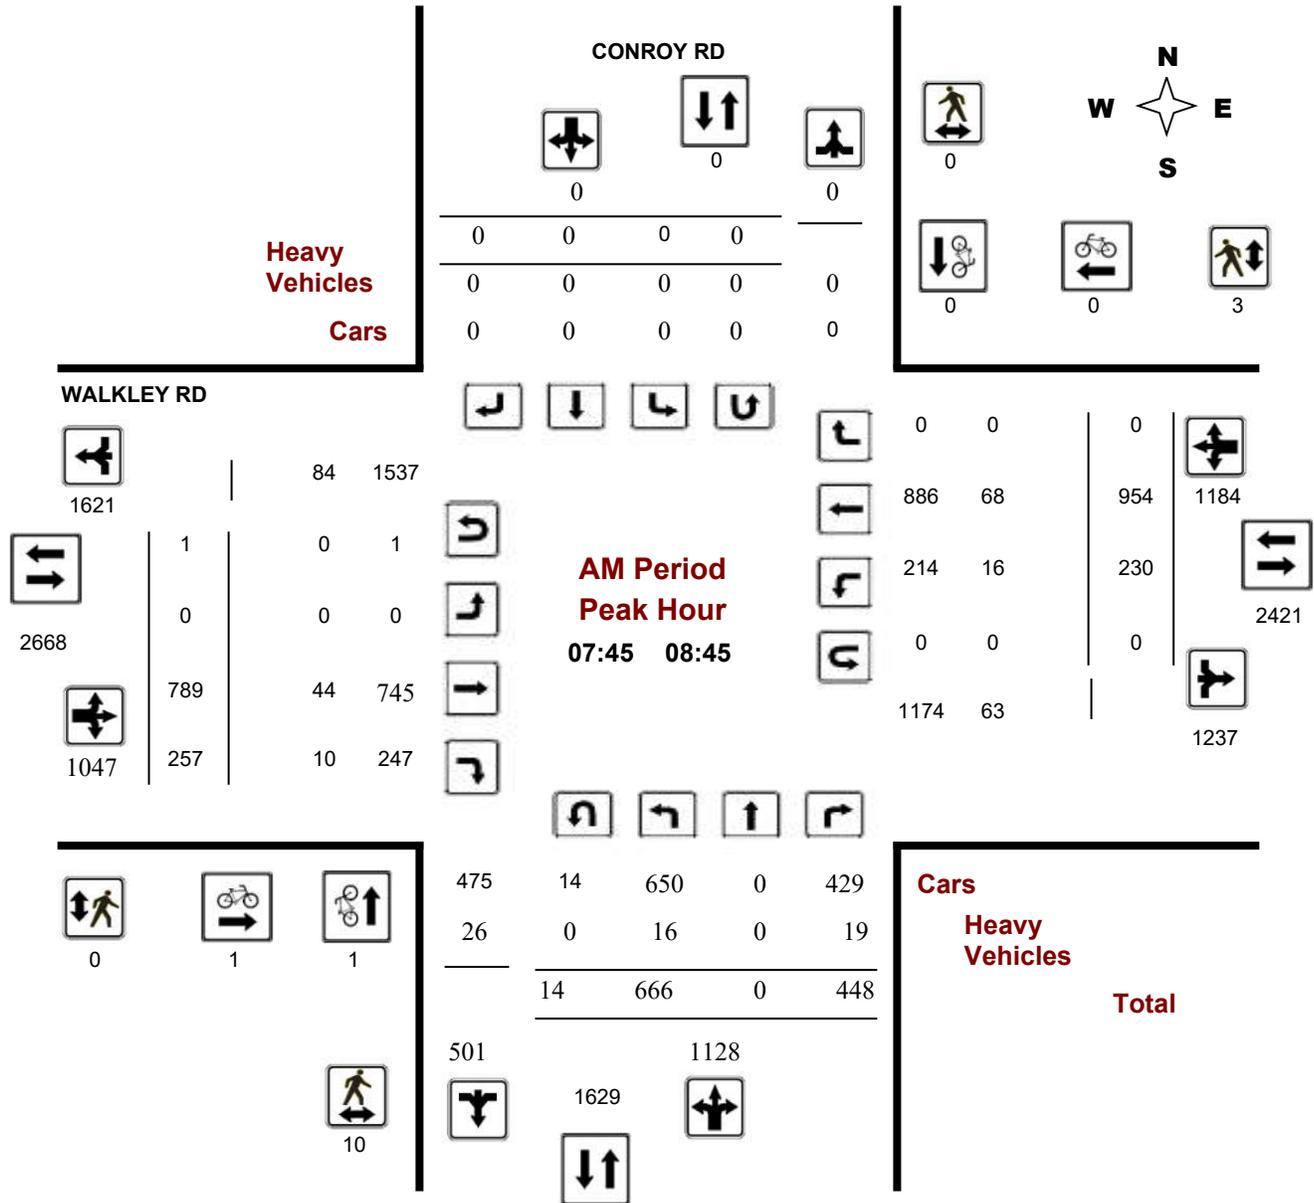 CONROY RD
N
W E
S
0
0
0
0
0
0 0 0 0
Heavy
Vehicles
0 0 0 0 0
Cars
0 0 0 0 0
0 0 3
WALKLEY RD
0 0 0
84 1537
1621
886 68 954 1184
1 0 1
AM Period
214 16 230
0 0 0
Peak Hour
2421
2668
07:45 08:45
0 0 0
789 44 745
1174 63
1237
1047 257 10 247
475 14 650 0 429
Cars
26 0 16 0 19
Heavy
Vehicles
0 1 1
14 666 0 448
Total
501 1128
1629
10